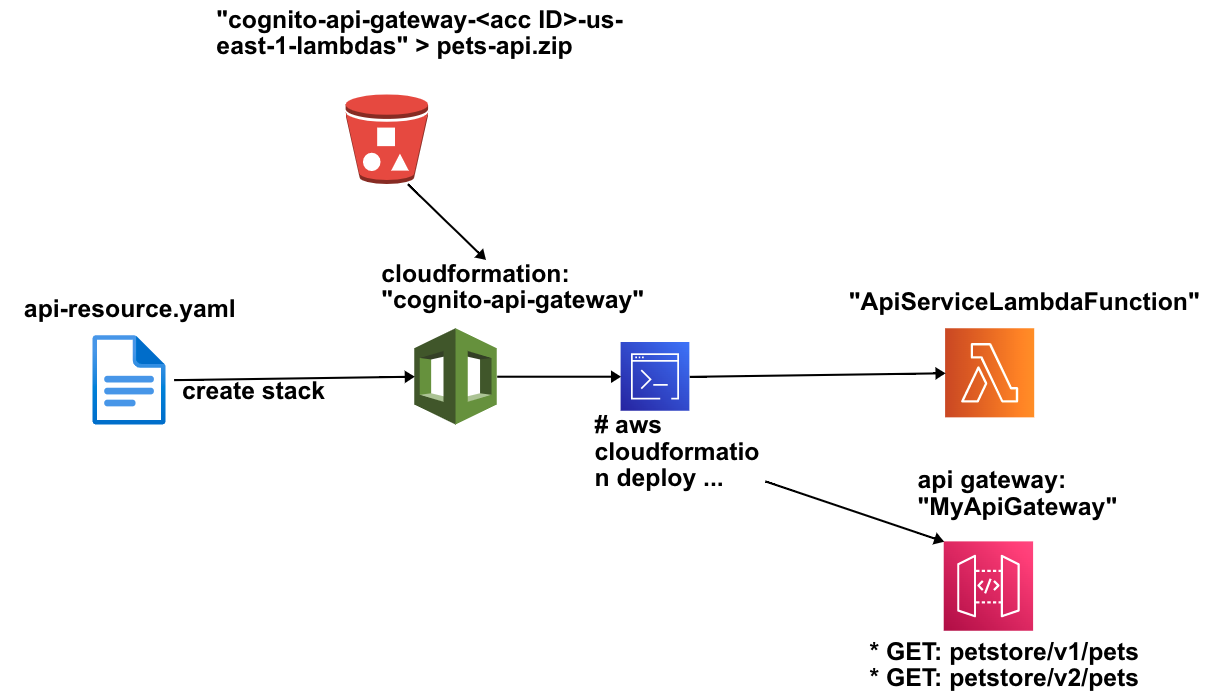 "cognito-api-gateway-<acc ID>-us-
east-1-lambdas" > pets-api.zip
cloudformation:
"cognito-api-gateway"
api-resource.yaml
"ApiServiceLambdaFunction"
create stack
# aws
cloudformatio
n deploy ...
api gateway:
"MyApiGateway"
</>
* GET: petstore/v1/pets
* GET: petstore/v2/pets